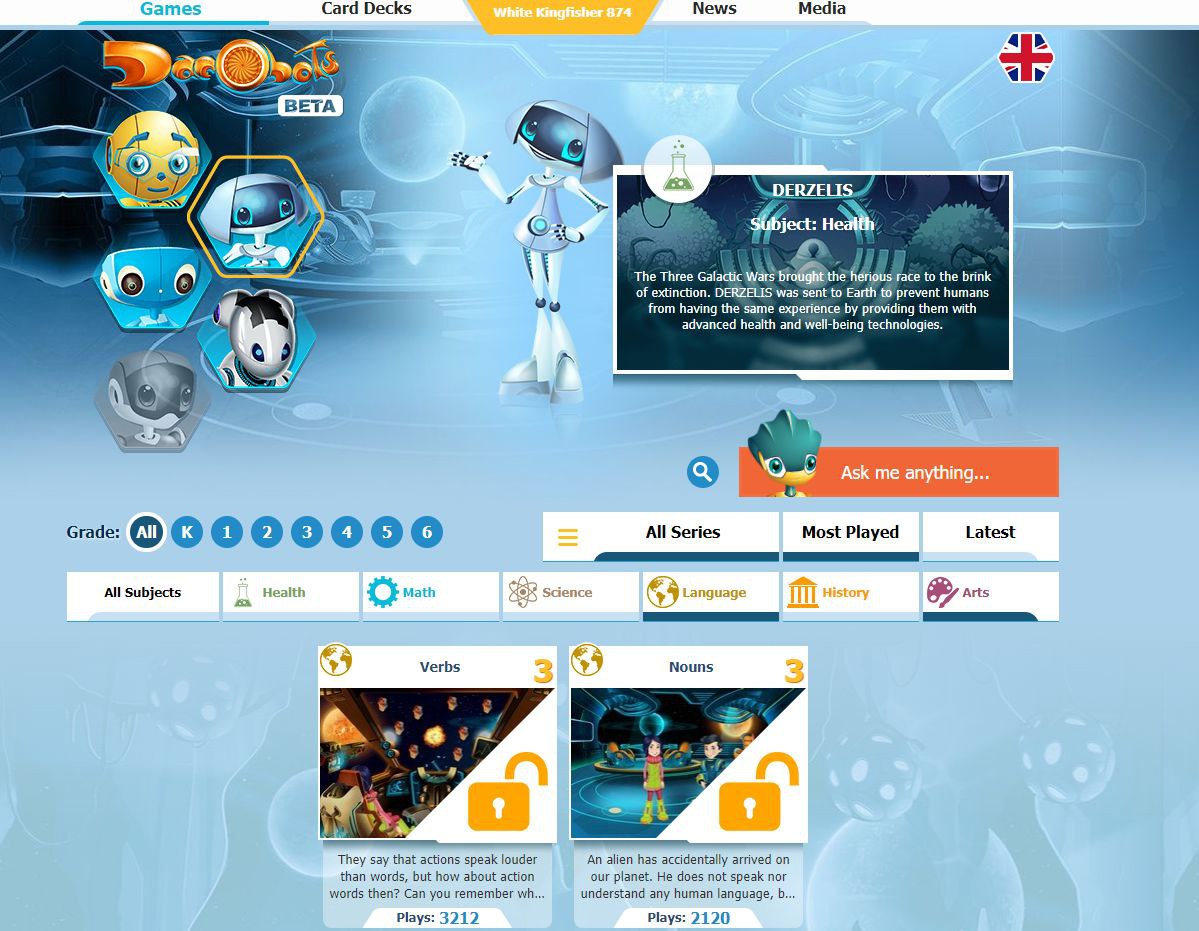 Games
Card Decks
White Kingfisher 874
News
Media
DacObots
BETA
DERZELIS
Subject: Health
The Three Galactic Wars brought the herious race to the brink
of extinction. DERZELIS was sent to Earth to prevent humans
from having the same experience by providing them with
advanced health and well-being technologies.
Ask me anything...
Grade: All K 1 2 3 4 5 6
All Series
Most Played
Latest
All Subjects
Health
Math
Science
Language
History
Arts
Verbs
3
They say that actions speak louder
than words, but how about action
words then? Can you remember wh...
Plays: 3212
Nouns
3
An alien has accidentally arrived on
our planet. He does not speak nor
understand any human language, b...
Plays: 2120